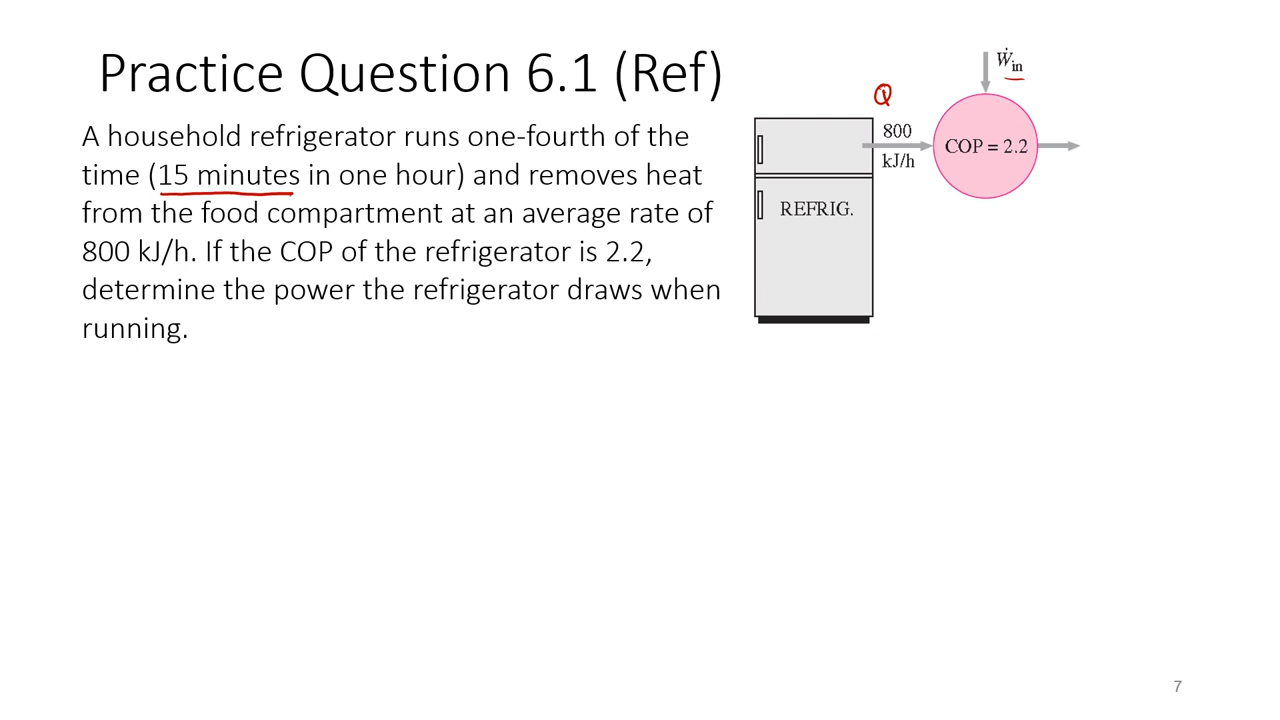 Practice Question 6.1 (Ref)
A household refrigerator runs one-fourth of the
time (15 minutes in one hour) and removes heat
from the food compartment at an average rate of
800 kJ/h. If the COP of the refrigerator is 2.2,
determine the power the refrigerator draws when
running.
Ẇin
Q
800
kJ/h
COP = 2.2
REFRIG.
7